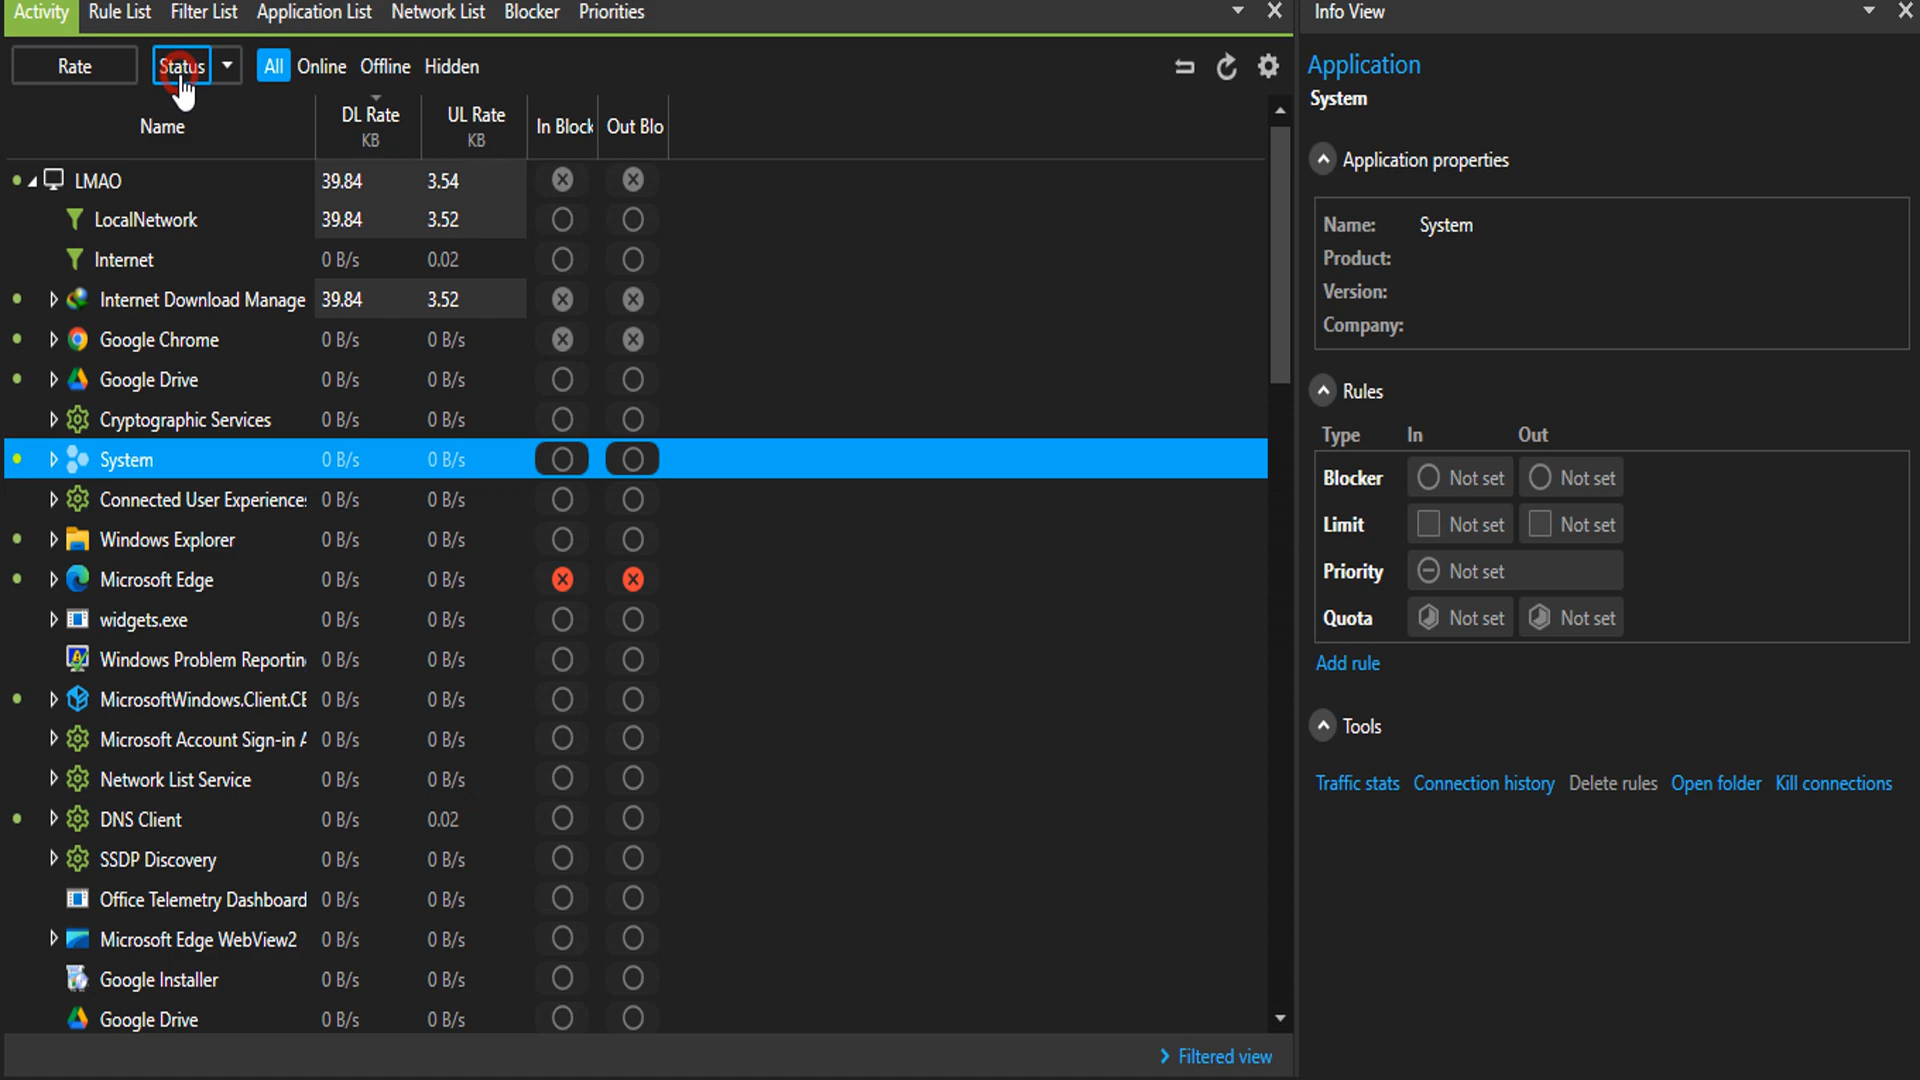 Activity Rule List Filter List Application List Network List Blocker Priorities
Rate Status All Online Offline Hidden
Name DL Rate KB UL Rate KB In Block Out Blo
LMAO 39.84 3.54
LocalNetwork 39.84 3.52
Internet 0 B/s 0.02
Internet Download Manage 39.84 3.52
Google Chrome 0 B/s 0 B/s
Google Drive 0 B/s 0 B/s
Cryptographic Services 0 B/s 0 B/s
System 0 B/s 0 B/s
Connected User Experiences 0 B/s 0 B/s
Windows Explorer 0 B/s 0 B/s
Microsoft Edge 0 B/s 0 B/s
widgets.exe 0 B/s 0 B/s
Windows Problem Reportin 0 B/s 0 B/s
MicrosoftWindows.Client.CB 0 B/s 0 B/s
Microsoft Account Sign-in A 0 B/s 0 B/s
Network List Service 0 B/s 0 B/s
DNS Client 0 B/s 0.02
SSDP Discovery 0 B/s 0 B/s
Office Telemetry Dashboard 0 B/s 0 B/s
Microsoft Edge WebView2 0 B/s 0 B/s
Google Installer 0 B/s 0 B/s
Google Drive 0 B/s 0 B/s
Filtered view
Info View
Application
System
Application properties
Name: System
Product:
Version:
Company:
Rules
Type In Out
Blocker Not set Not set
Limit Not set Not set
Priority Not set
Quota Not set Not set
Add rule
Tools
Traffic stats Connection history Delete rules Open folder Kill connections